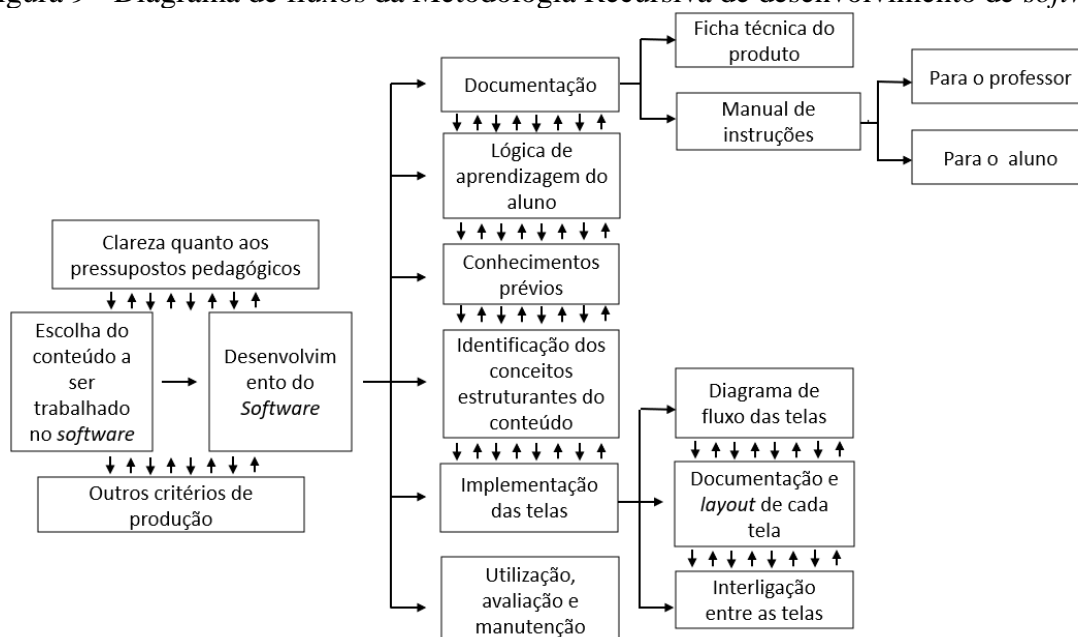 Figura 9 - Diagrama de fluxos da Metodologia Recursiva de desenvolvimento de
Ficha técnica do
produto
Documentação
Para o professor
Manual de
instruções
Lógica de
aprendizagem do
aluno
Para o aluno
Clareza quanto aos
pressupostos pedagógicos
Conhecimentos
prévios
Escolha do
conteúdo a
ser
trabalhado
no software
Desenvolvim
ento do
Software
Identificação dos
conceitos
estruturantes do
conteúdo
Diagrama de
fluxo das telas
Outros critérios de
produção
Implementação
das telas
Documentação e
layout de cada
tela
Utilização,
avaliação e
manutenção
Interligação
entre as telas